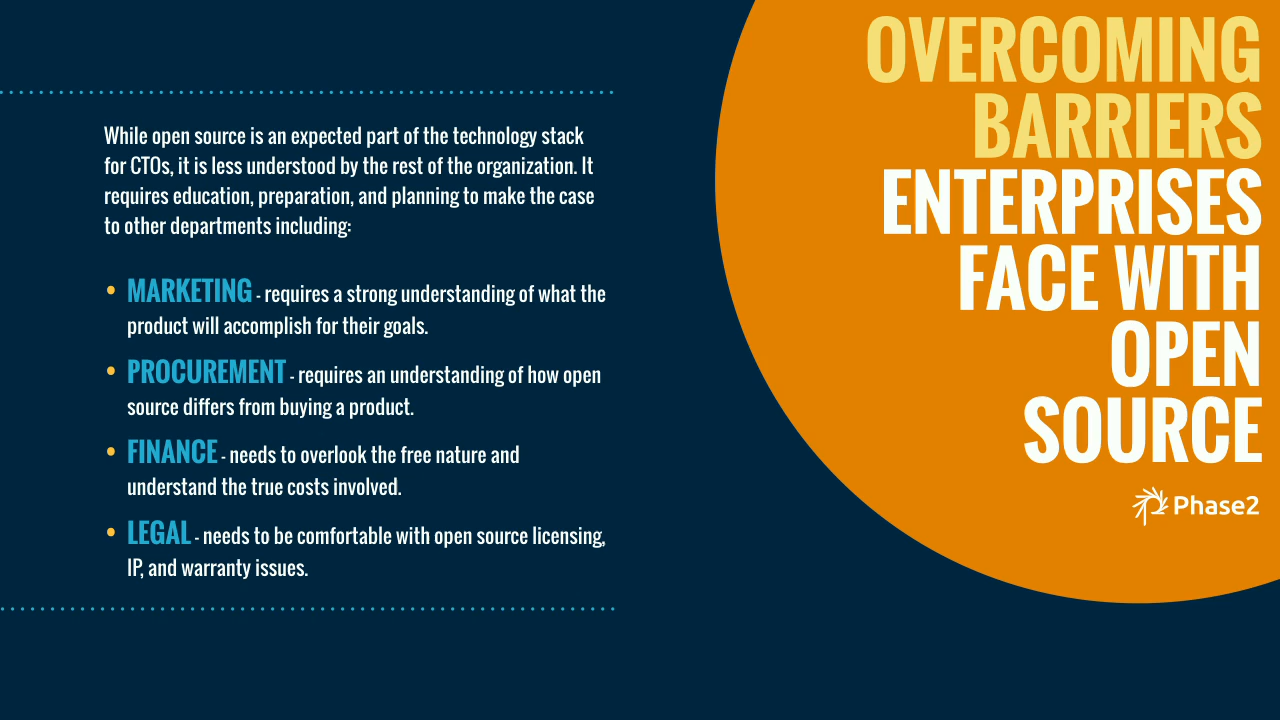 OVERCOMING
BARRIERS
ENTERPRISES
FACE WITH
OPEN
SOURCE
Phase2
While open source is an expected part of the technology stack
for CTOs, it is less understood by the rest of the organization. It
requires education, preparation, and planning to make the case
to other departments including:
• MARKETING - requires a strong understanding of what the
product will accomplish for their goals.
• PROCUREMENT - requires an understanding of how open
source differs from buying a product.
• FINANCE - needs to overlook the free nature and
understand the true costs involved.
• LEGAL - needs to be comfortable with open source licensing,
IP, and warranty issues.